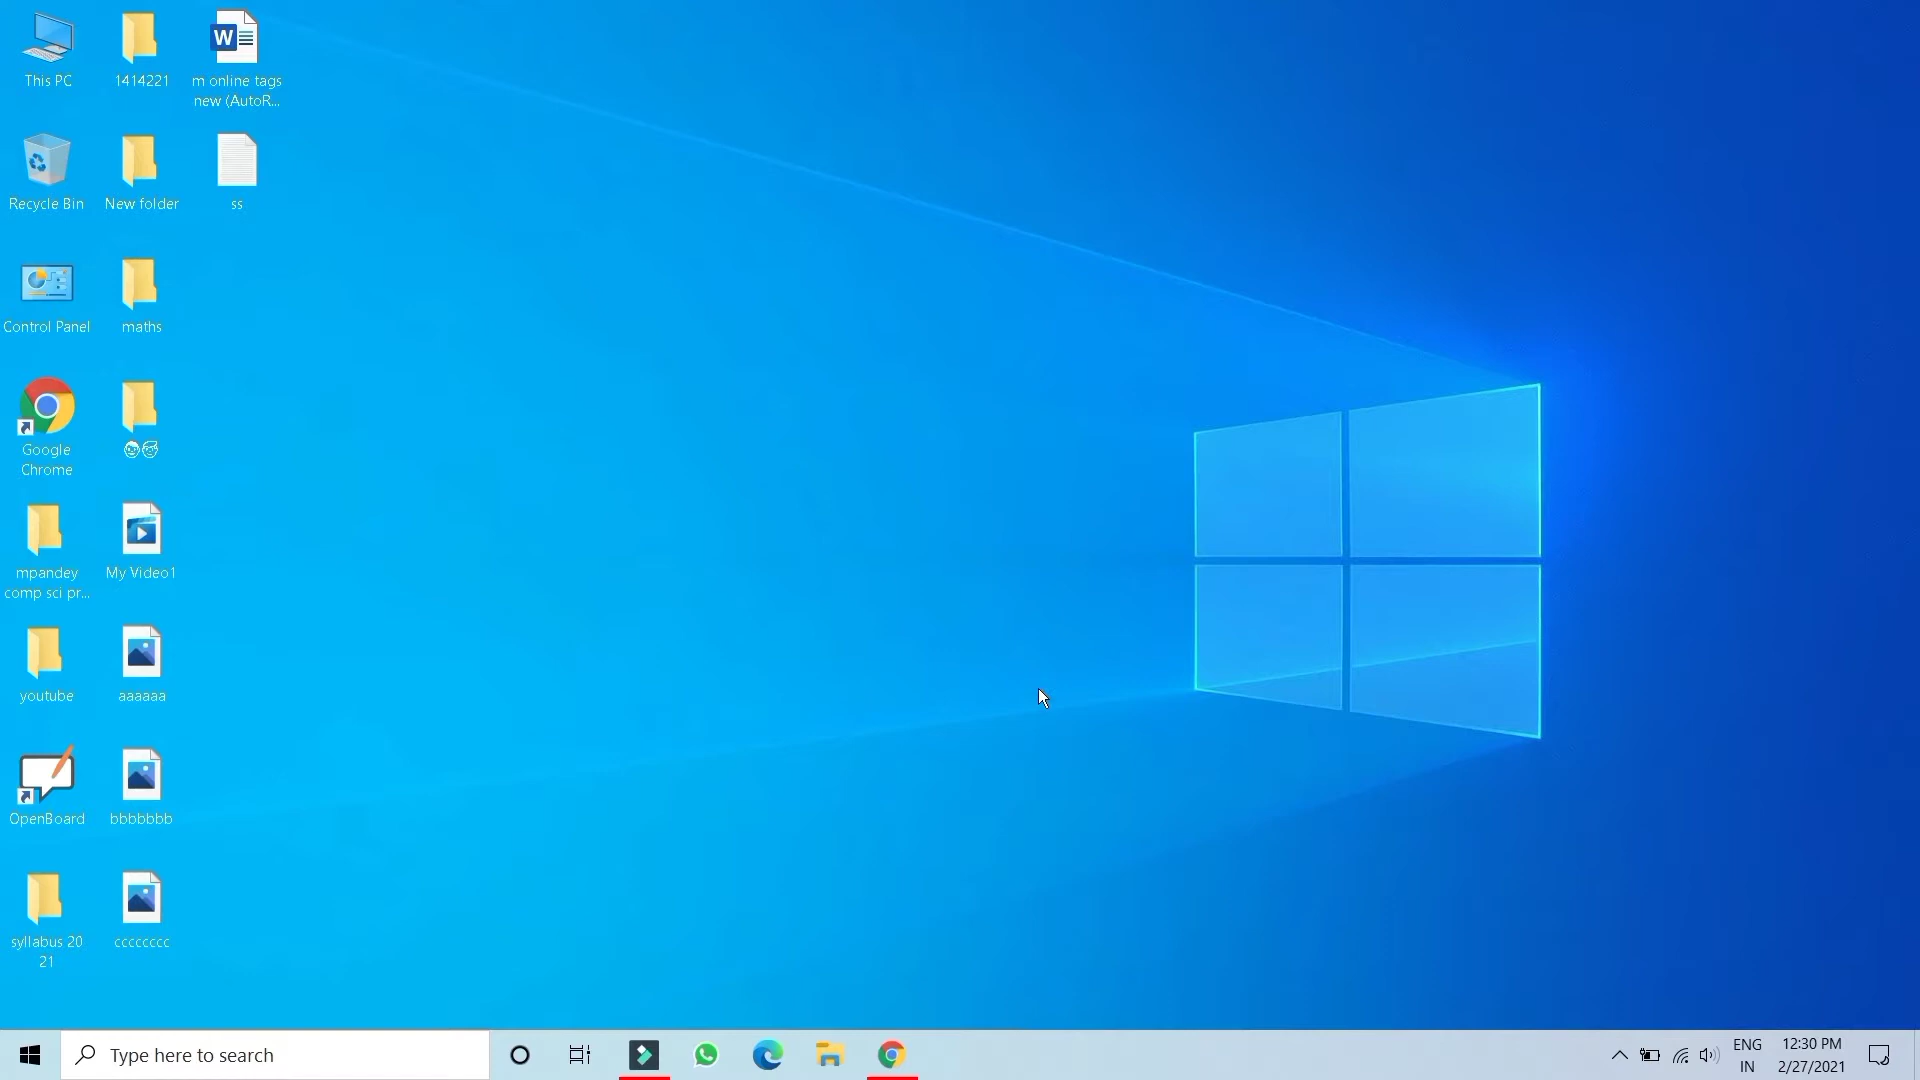 This PC
1414221
m online tags
new (AutoR...
Recycle Bin
New folder
ss
Control Panel
maths
Google
Chrome
mpandey
comp sci pr...
My Video1
youtube
aaaaaa
OpenBoard
bbbbbbb
syllabus 20
21
cccccccc
Type here to search
ENG
IN
12:30 PM
2/27/2021